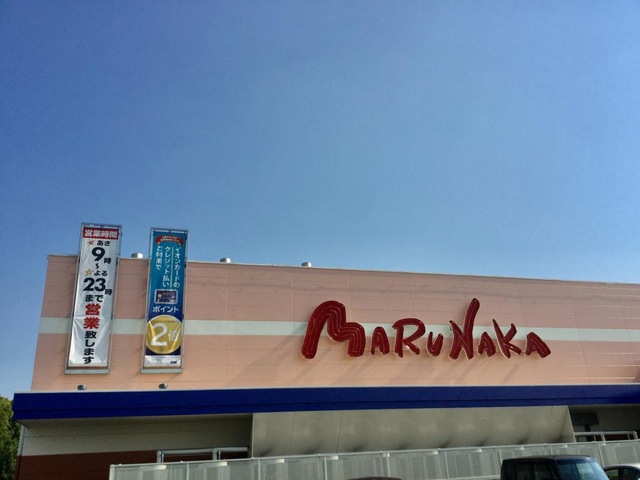 営業時間
あさ
9時
よる
23時
まで
営業
致します
イオンカードの
クレジット払い
ご利用で
ポイント
2倍
MARUNAKA